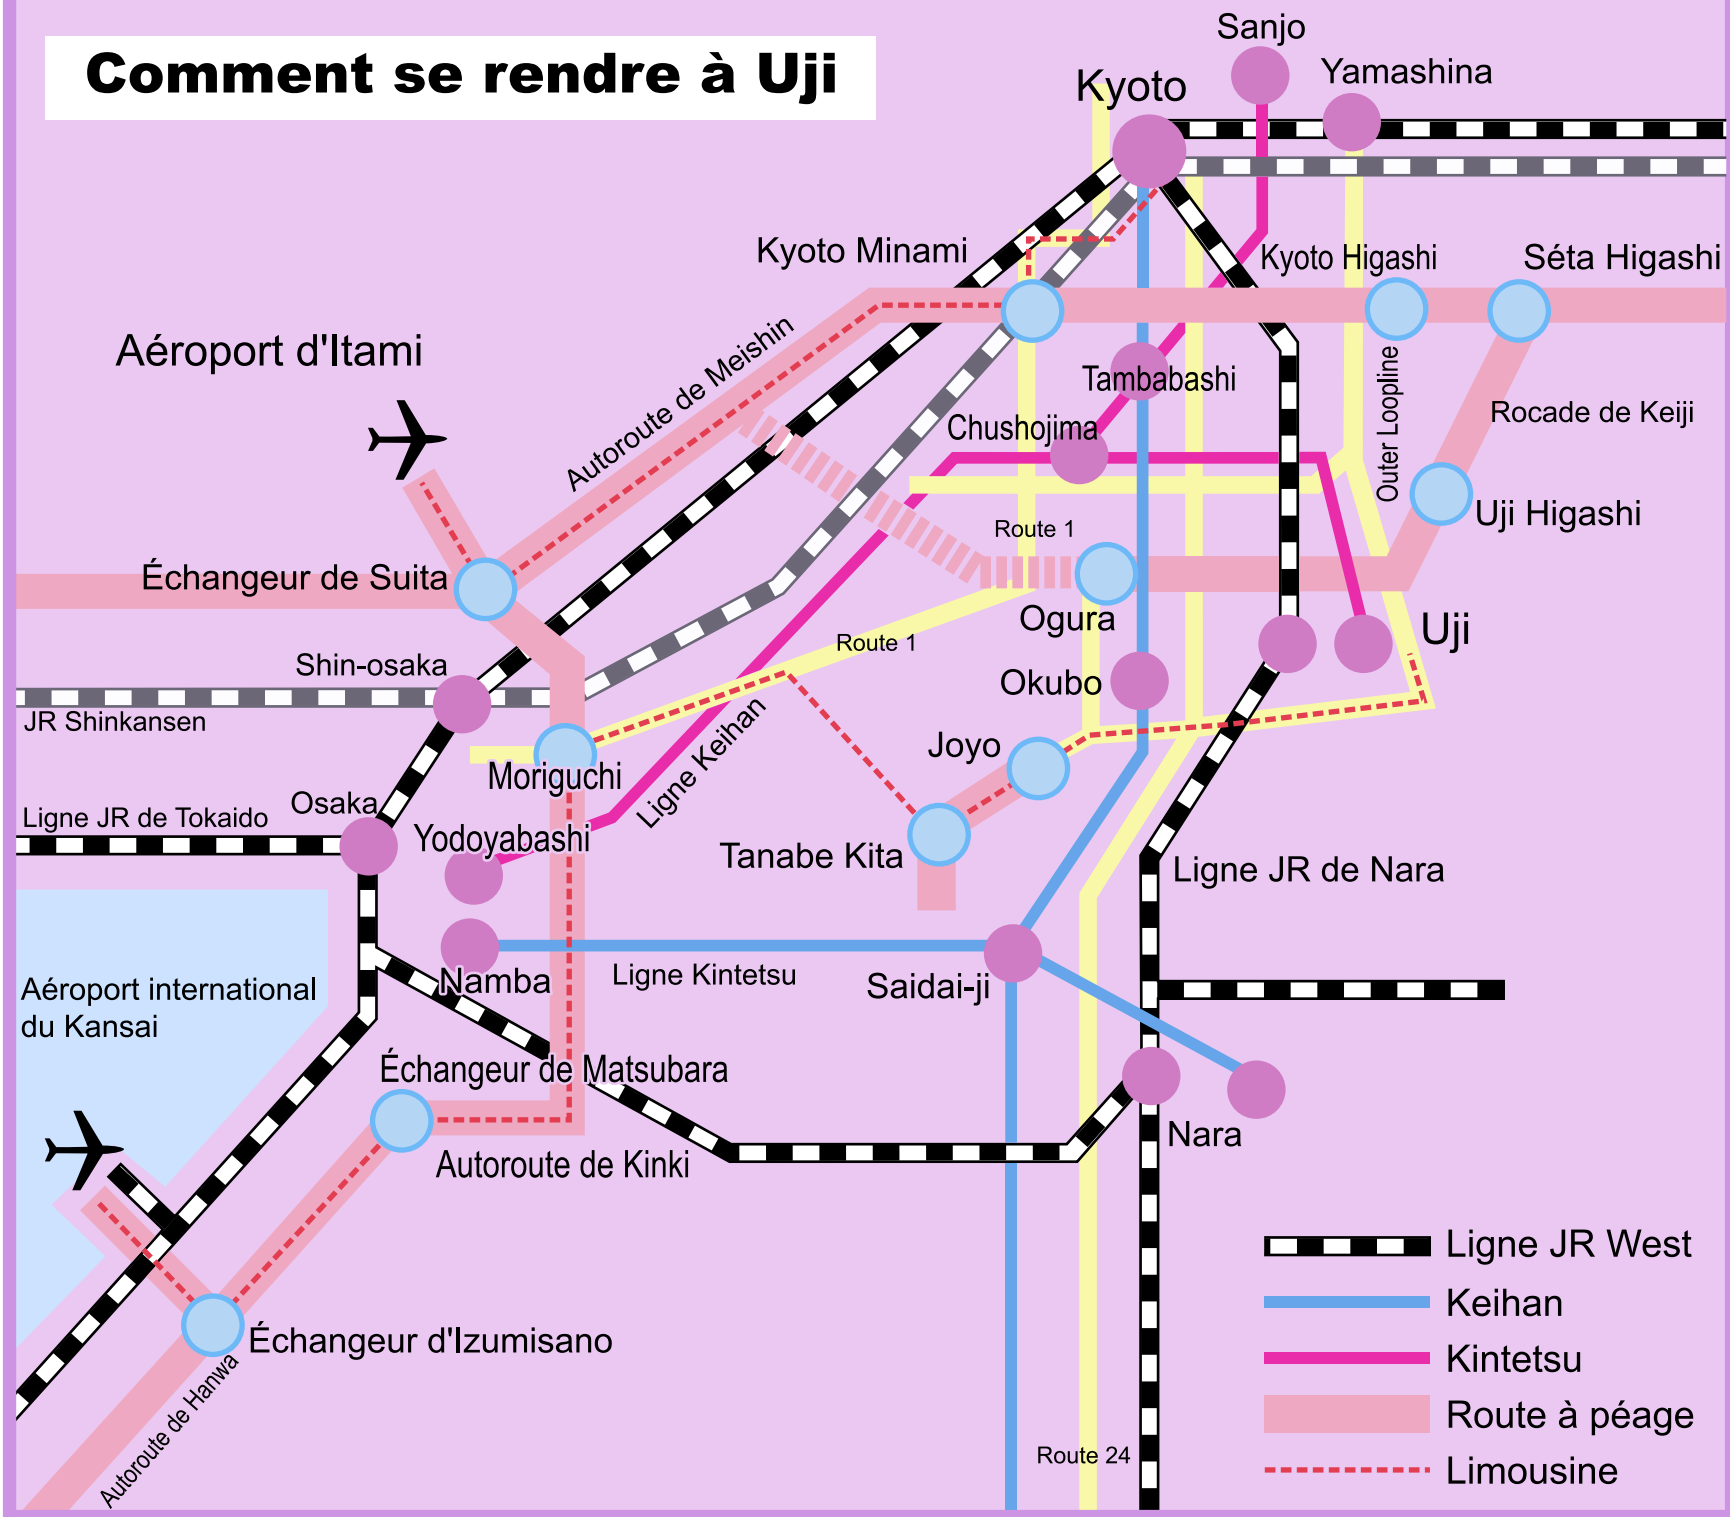 Comment se rendre à Uji
Sanjo
Yamashina
Kyoto
Kyoto Minami
Kyoto Higashi
Séta Higashi
Aéroport d'Itami
Autoroute de Meishin
Tambabashi
Outer Loopline
Rocade de Keiji
Chushojima
Uji Higashi
Route 1
Échangeur de Suita
Ogura
Uji
Route 1
Shin-osaka
Okubo
JR Shinkansen
Ligne Keihan
Joyo
Moriguchi
Osaka
Ligne JR de Tokaido
Yodoyabashi
Tanabe Kita
Ligne JR de Nara
Aéroport international
du Kansai
Namba
Ligne Kintetsu
Saidai-ji
Échangeur de Matsubara
Nara
Autoroute de Kinki
Échangeur d'Izumisano
Autoroute de Hanwa
Route 24
Ligne JR West
Keihan
Kintetsu
Route à péage
Limousine